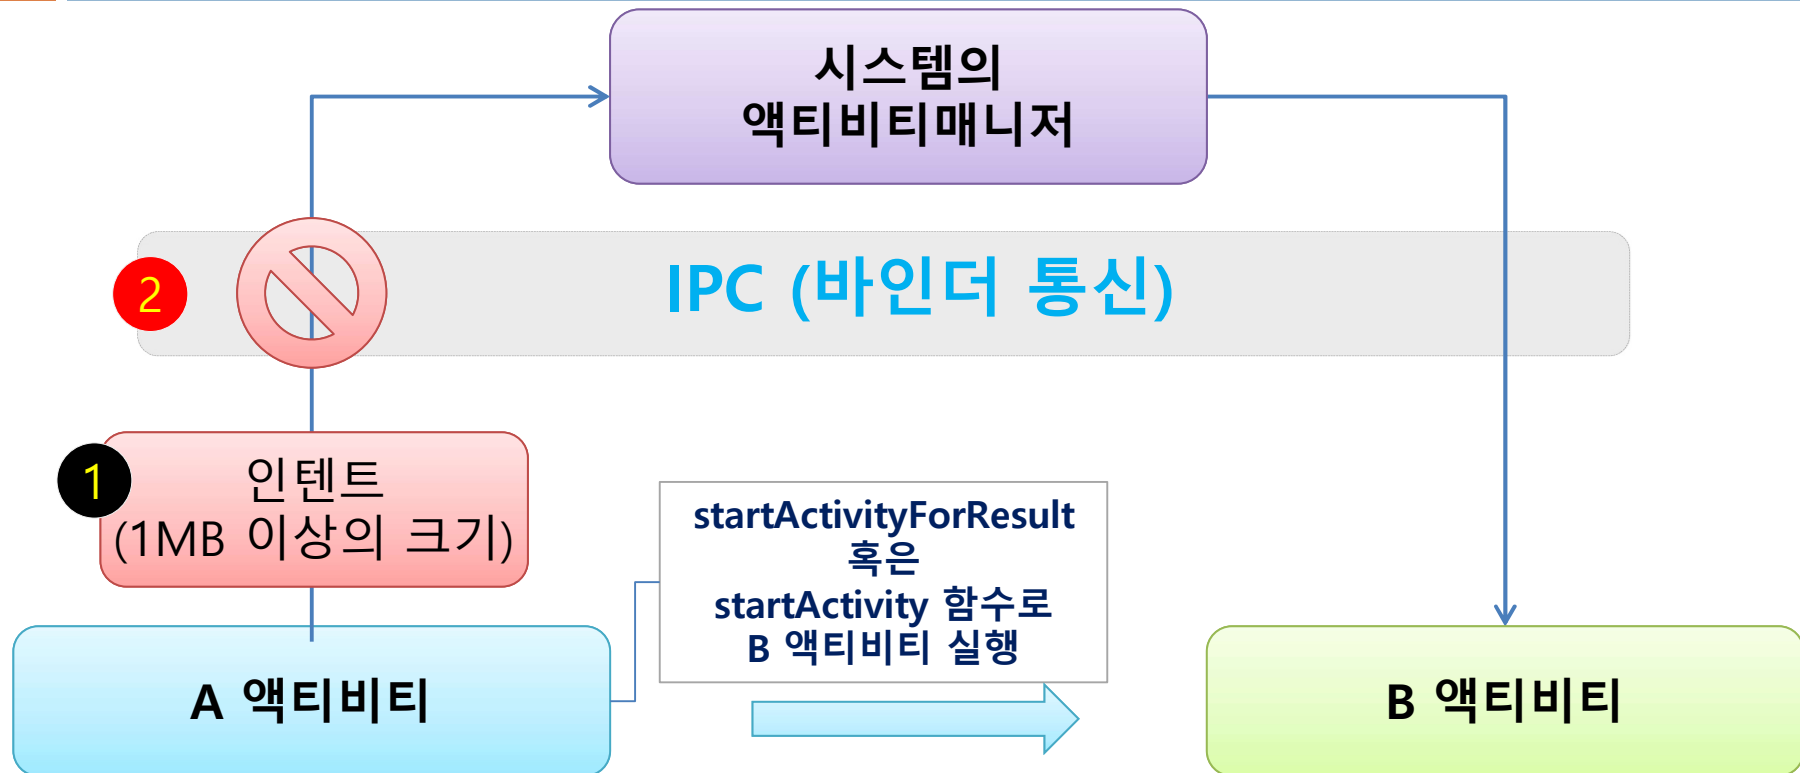 시스템의
액티비티매니저
2
IPC (바인더 통신)
1
인텐트
(1MB 이상의 크기)
startActivityForResult
혹은
startActivity 함수로
B 액티비티 실행
A 액티비티
B 액티비티